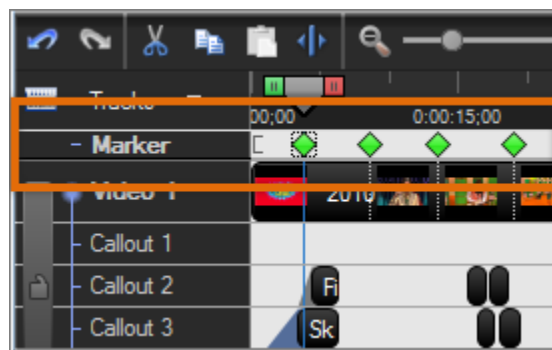 Tracks
00;00 0:00:15;00
Marker
Video 1
2010
Callout 1
Callout 2 Fi
Callout 3 Sk